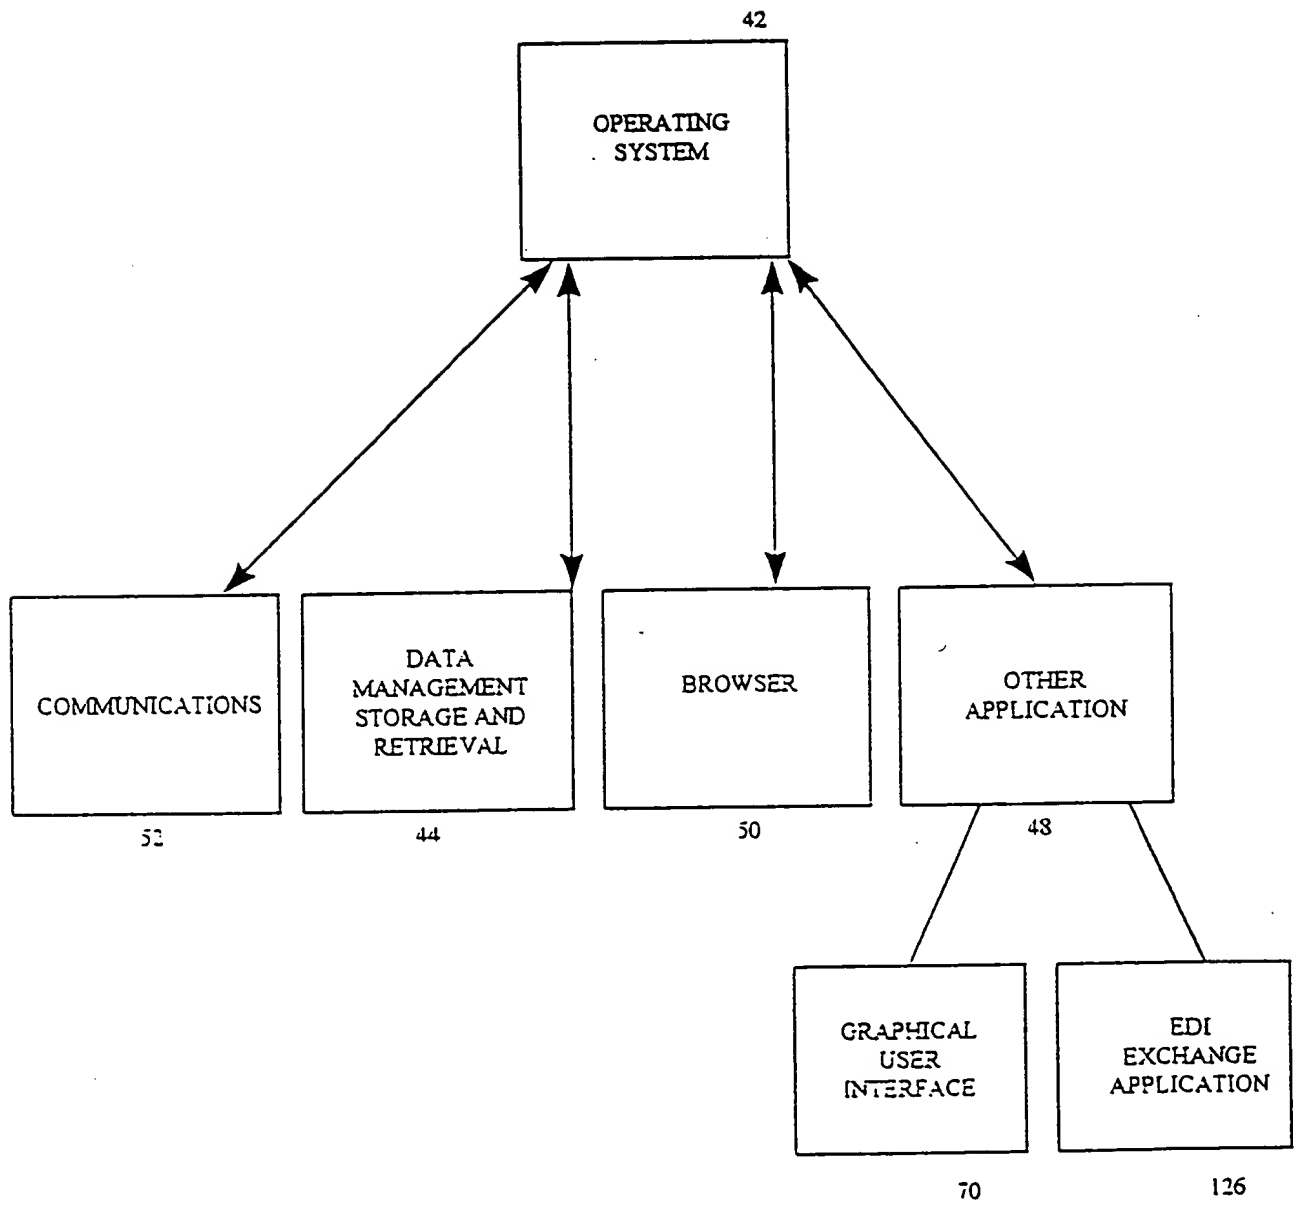 42
OPERATING
SYSTEM
COMMUNICATIONS
52
DATA
MANAGEMENT
STORAGE AND
RETRIEVAL
44
BROWSER
50
OTHER
APPLICATION
48
GRAPHICAL
USER
INTERFACE
70
EDI
EXCHANGE
APPLICATION
126